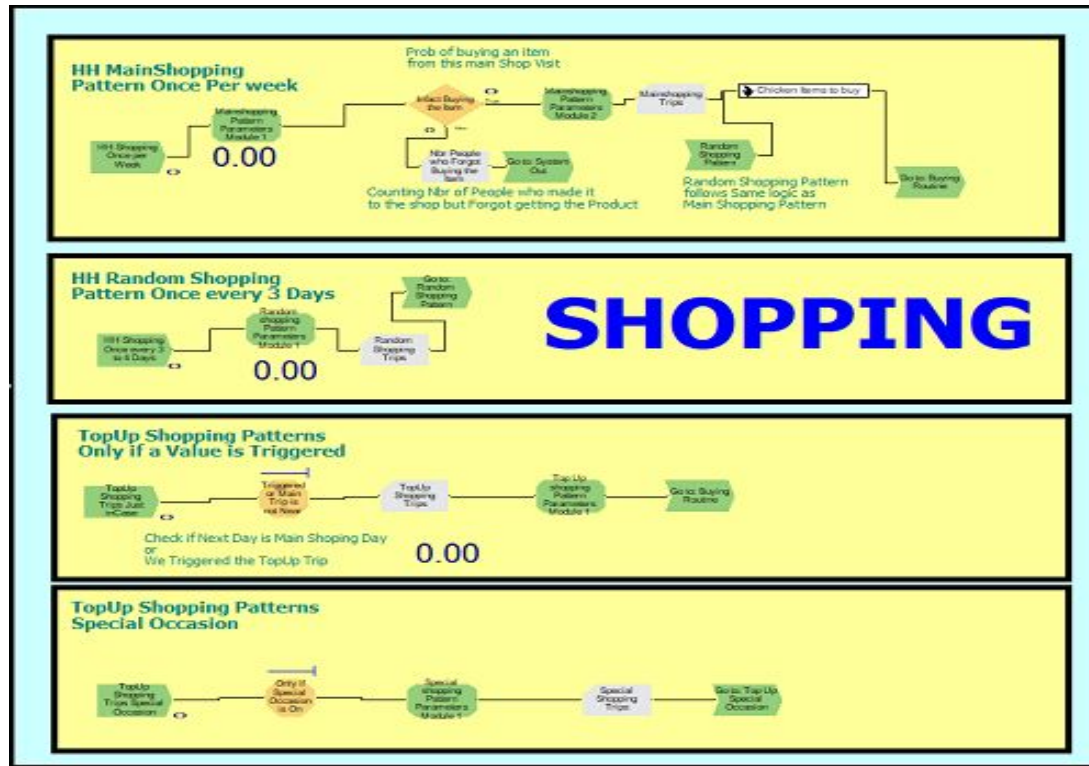 HH MainShopping
Pattern Once Per week
Prob of buying an item
from this main Shop Visit
HH Shopping
Once per
Week
Mainshopping
Pattern
Parameters
Module 1
0.00
Infact Buying
the Item
Mainshopping
Pattern
Parameters
Module 2
Mainshopping
Trips
Chicken Items to buy
Nbr People
who Forgot
Buying the
Item
Go to: System
Out
Random
Shopping
Pattern
Go to: Buying
Routine
Counting Nbr of People who made it
to the shop but Forgot getting the Product
Random Shopping Pattern
follows Same logic as
Main Shopping Pattern
HH Random Shopping
Pattern Once every 3 Days
HH Shopping
Once every 3
to 6 Days
Random
shopping
Pattern
Parameters
Module 1
0.00
Random
Shopping
Trips
Go to:
Random
Shopping
Pattern
SHOPPING
TopUp Shopping Patterns
Only if a Value is Triggered
TopUp
Shopping
Trips Just
InCase
Triggered
or Main
Trip is
not Near
TopUp
Shopping
Trips
Top Up
shopping
Pattern
Parameters
Module 1
Go to: Buying
Routine
Check if Next Day is Main Shoping Day
or
We Triggered the TopUp Trip
0.00
TopUp Shopping Patterns
Special Occasion
TopUp
Shopping
Trips Special
Occasion
Only if
Special
Occasion
is On
Special
shopping
Pattern
Parameters
Module 1
Special
Shopping
Trips
Go to: Top Up
Special
Occasion